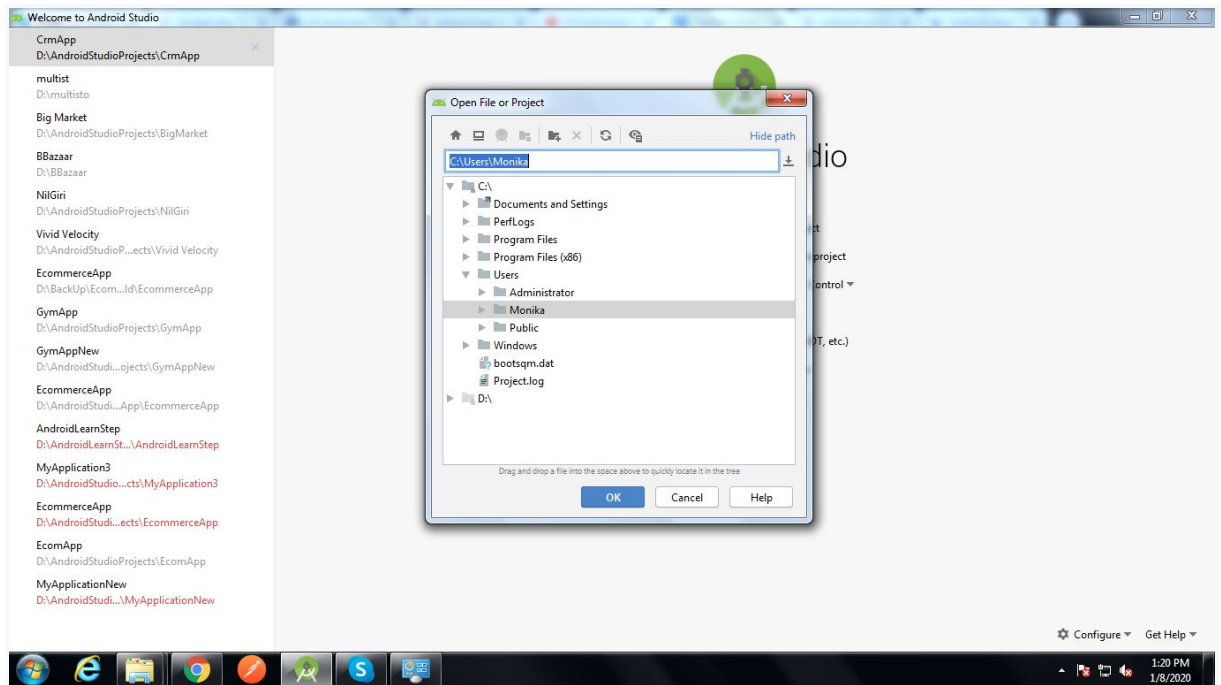 Welcome to Android Studio
CrmApp
D:\AndroidStudioProjects\CrmApp
multist
D:\multisto
Big Market
D:\AndroidStudioProjects\BigMarket
BBazaar
D:\BBazaar
NilGiri
D:\AndroidStudioProjects\NilGiri
Vivid Velocity
D:\AndroidStudioP...ects\Vivid Velocity
EcommerceApp
D:\BackUp\Ecom...ld\EcommerceApp
GymApp
D:\AndroidStudioProjects\GymApp
GymAppNew
D:\AndroidStudi...ojects\GymAppNew
EcommerceApp
D:\AndroidStudi...App\EcommerceApp
AndroidLearnStep
D:\AndroidLearnSt...\AndroidLearnStep
MyApplication3
D:\AndroidStudio...cts\MyApplication3
EcommerceApp
D:\AndroidStudi...ects\EcommerceApp
EcomApp
D:\AndroidStudioProjects\EcomApp
MyApplicationNew
D:\AndroidStudi...\MyApplicationNew
Open File or Project
Hide path
C:\Users\Monika
C:\
Documents and Settings
PerfLogs
Program Files
Program Files (x86)
Users
Administrator
Monika
Public
Windows
bootsqm.dat
Project.log
D:\
Drag and drop a file into the space above to quickly locate it in the tree
OK Cancel Help
dio
ct
project
ontrol
OT, etc.)
Configure Get Help
1:20 PM
1/8/2020